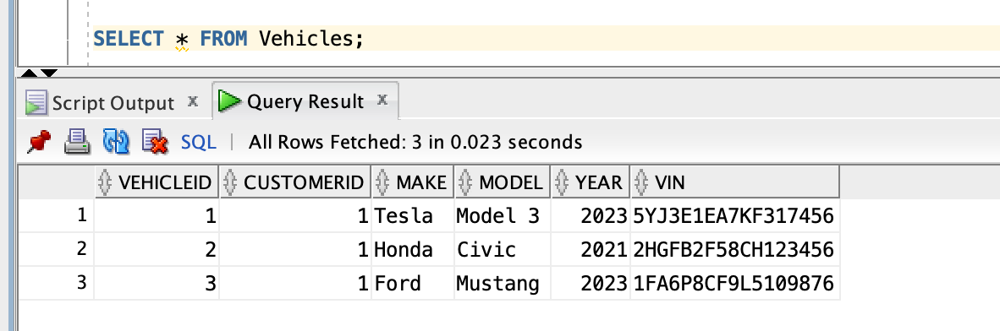 SELECT * FROM Vehicles;
Script Output x Query Result x
SQL | All Rows Fetched: 3 in 0.023 seconds
VEHICLEID CUSTOMERID MAKE MODEL YEAR VIN
1 1 1 Tesla Model 3 2023 5YJ3E1EA7KF317456
2 2 1 Honda Civic 2021 2HGFB2F58CH123456
3 3 1 Ford Mustang 2023 1FA6P8CF9L5109876